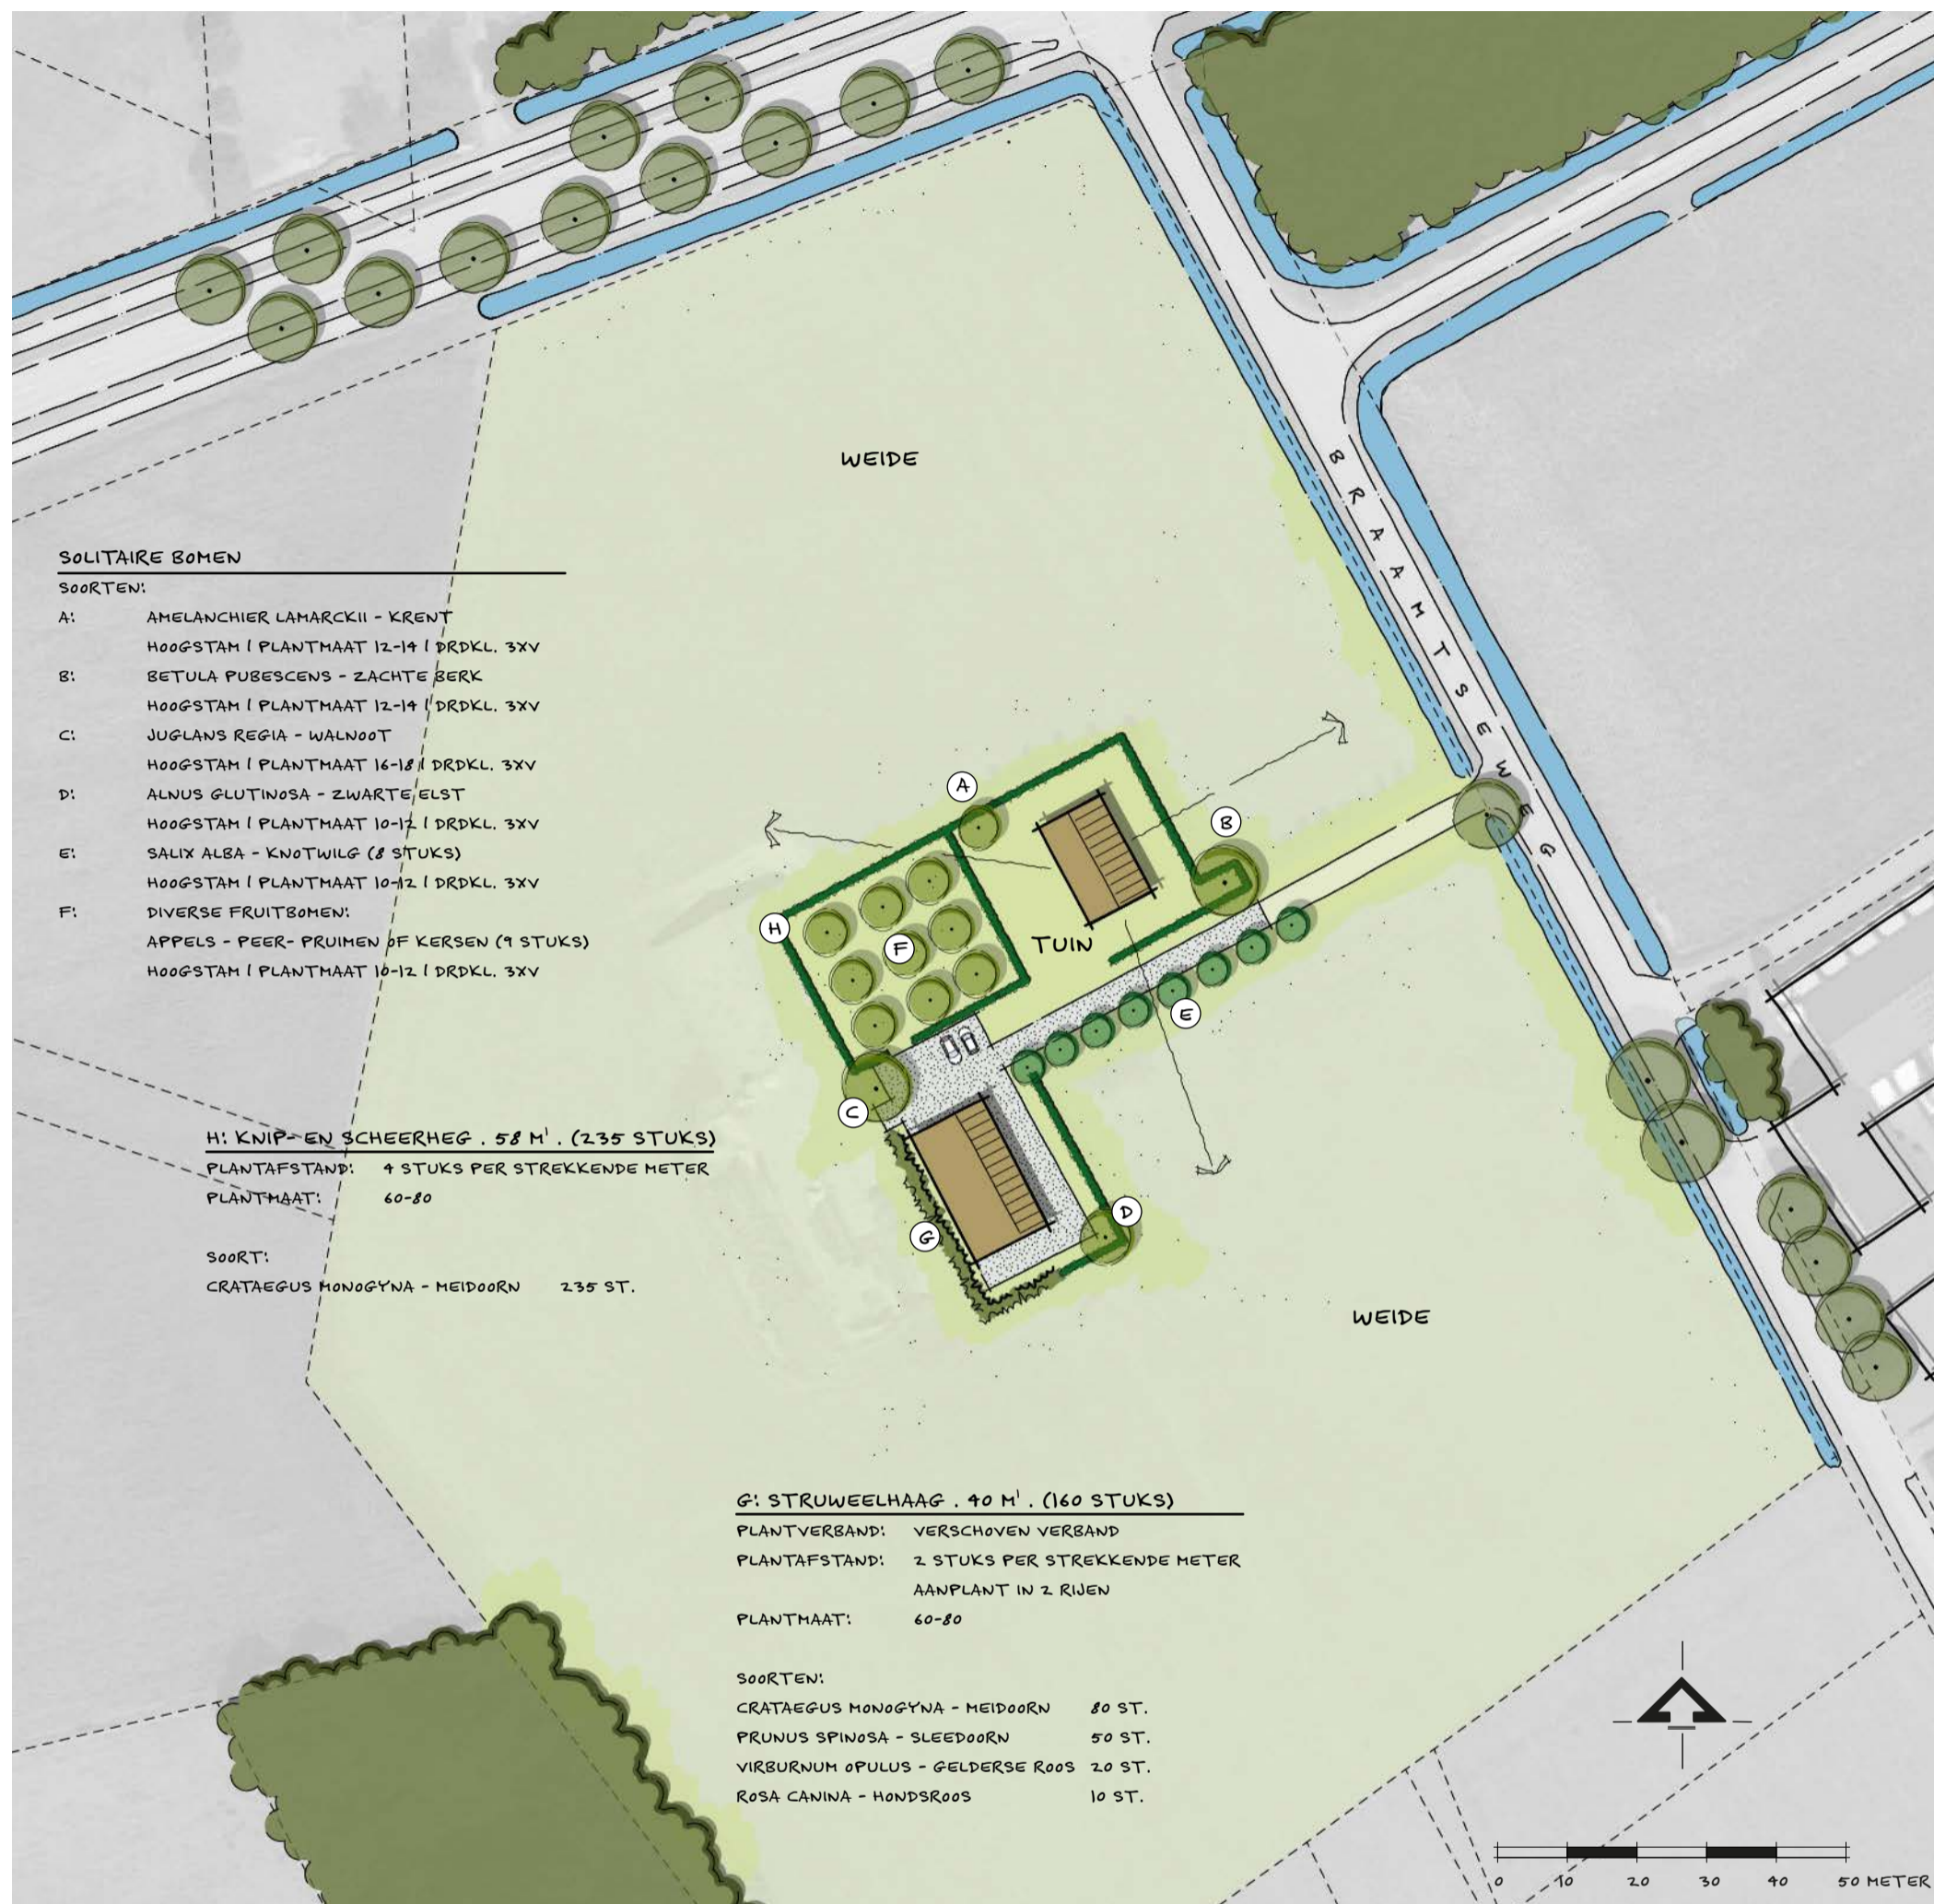 WEIDE
BRAAMTSEWEG
SOLITAIRE BOMEN
SOORTEN:
A: AMELANCHIER LAMARCKII - KRENT
HOOGSTAM | PLANTMAAT 12-14 | DRDKL. 3XV
B: BETULA PUBESCENS - ZACHTE BERK
HOOGSTAM | PLANTMAAT 12-14 | DRDKL. 3XV
C: JUGLANS REGIA - WALNOOT
HOOGSTAM | PLANTMAAT 16-18 | DRDKL. 3XV
D: ALNUS GLUTINOSA - ZWARTE ELST
HOOGSTAM | PLANTMAAT 10-12 | DRDKL. 3XV
E: SALIX ALBA - KNOTWILG (8 STUKS)
HOOGSTAM | PLANTMAAT 10-12 | DRDKL. 3XV
F: DIVERSE FRUITBOMEN:
APPELS - PEER- PRUIMEN OF KERSEN (9 STUKS)
HOOGSTAM | PLANTMAAT 10-12 | DRDKL. 3XV
A
B
H
F
TUIN
E
C
D
G
H: KNIP- EN SCHEERHEG . 58 M' . (235 STUKS)
PLANTAFSTAND: 4 STUKS PER STREKKENDE METER
PLANTMAAT: 60-80
SOORT:
CRATAEGUS MONOGYNA - MEIDOORN 235 ST.
WEIDE
G: STRUWEELHAAG . 40 M' . (160 STUKS)
PLANTVERBAND: VERSCHOVEN VERBAND
PLANTAFSTAND: 2 STUKS PER STREKKENDE METER
AANPLANT IN 2 RIJEN
PLANTMAAT: 60-80
SOORTEN:
CRATAEGUS MONOGYNA - MEIDOORN 80 ST.
PRUNUS SPINOSA - SLEEDOORN 50 ST.
VIRBURNUM OPULUS - GELDERSE ROOS 20 ST.
ROSA CANINA - HONDSROOS 10 ST.
0 10 20 30 40 50 METER